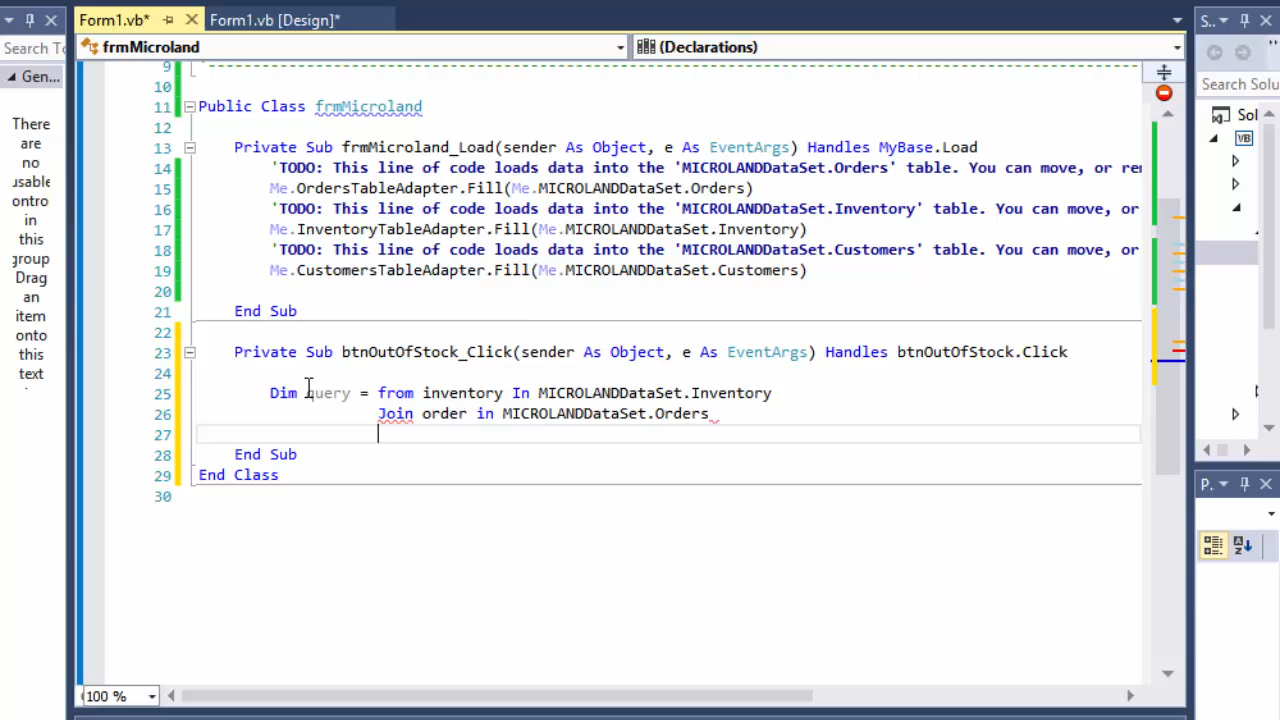 Form1.vb*
Form1.vb [Design]*
frmMicroland
(Declarations)
Search To
Gen...
There
are
no
usable
ontro
in
this
group
Drag
an
item
onto
this
text
9 '
10
11 Public Class frmMicroland
12
13 Private Sub frmMicroland_Load(sender As Object, e As EventArgs) Handles MyBase.Load
14 'TODO: This line of code loads data into the 'MICROLANDDataSet.Orders' table. You can move, or re
15 Me.OrdersTableAdapter.Fill(Me.MICROLANDDataSet.Orders)
16 'TODO: This line of code loads data into the 'MICROLANDDataSet.Inventory' table. You can move, or
17 Me.InventoryTableAdapter.Fill(Me.MICROLANDDataSet.Inventory)
18 'TODO: This line of code loads data into the 'MICROLANDDataSet.Customers' table. You can move, or
19 Me.CustomersTableAdapter.Fill(Me.MICROLANDDataSet.Customers)
20
21 End Sub
22
23 Private Sub btnOutOfStock_Click(sender As Object, e As EventArgs) Handles btnOutOfStock.Click
24
25 Dim query = from inventory In MICROLANDDataSet.Inventory
26 Join order in MICROLANDDataSet.Orders
27
28 End Sub
29 End Class
30
100 %
S..
Search Solu
Sol
VB
P.